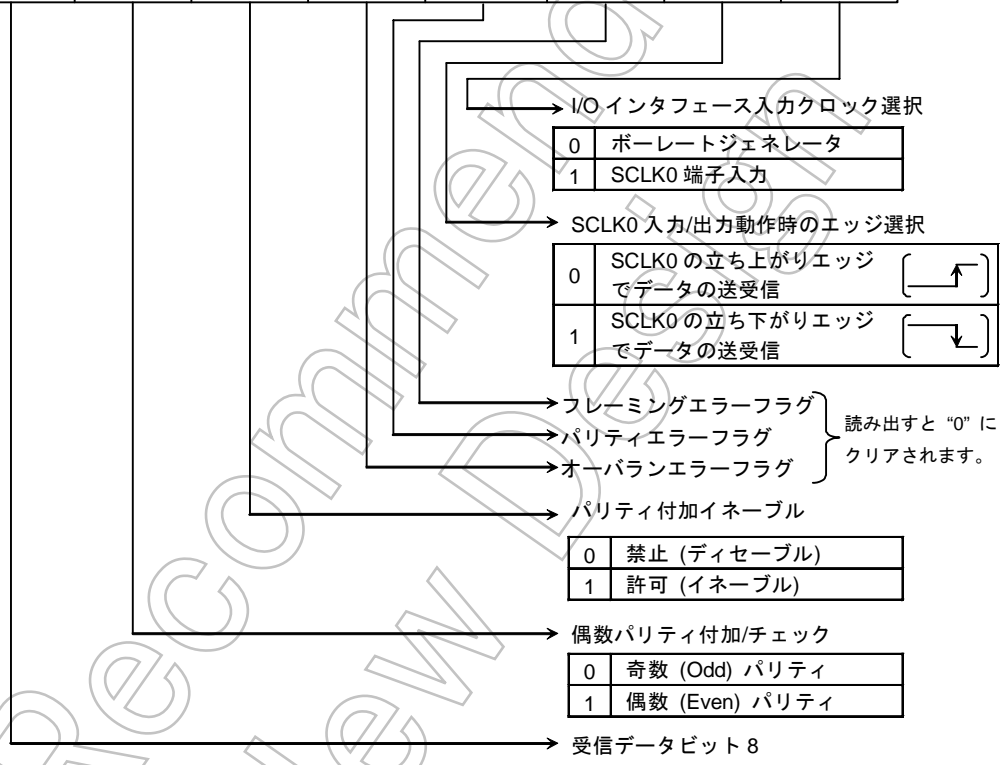 I/O インタフェース入力クロック選択
0 ボーレートジェネレータ
1 SCLK0 端子入力
SCLK0 入力/出力動作時のエッジ選択
0 SCLK0 の立ち上がりエッジ
でデータの送受信
1 SCLK0 の立ち下がりエッジ
でデータの送受信
フレーミングエラーフラグ
パリティエラーフラグ
オーバランエラーフラグ
読み出すと “0” に
クリアされます。
パリティ付加イネーブル
0 禁止 (ディセーブル)
1 許可 (イネーブル)
偶数パリティ付加/チェック
0 奇数 (Odd) パリティ
1 偶数 (Even) パリティ
受信データビット 8
Recommend
New Design